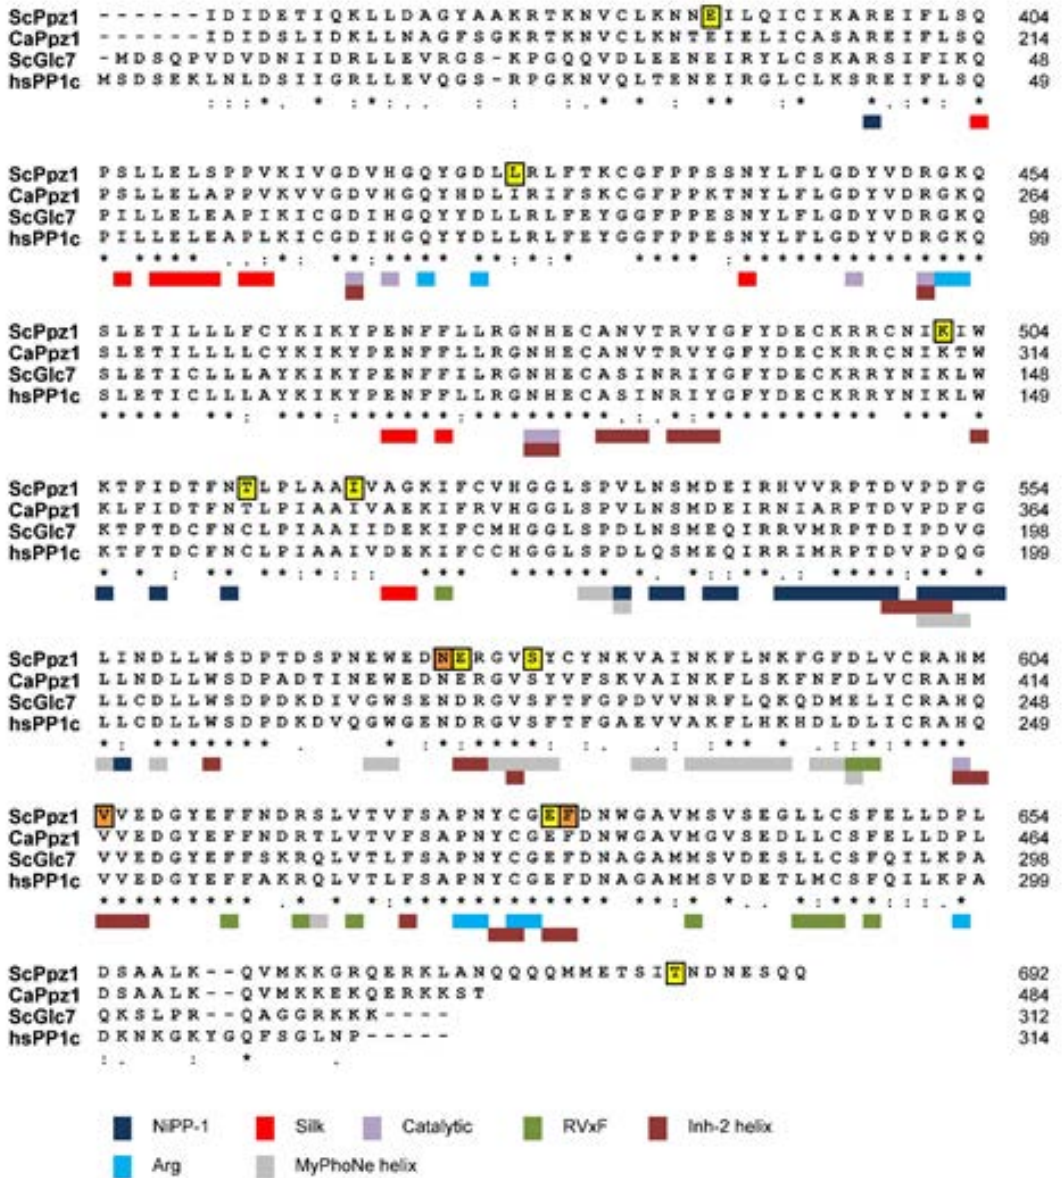 ScPpz1 ------IDIDETIQKLLDAGYAAKRTKNVCLKNNEILQICIKAREIFLSQ 404
CaPpz1 ------IDIDSLIDKLLNAGFSGKRTKNVCLKNTEIELICASAREIFLSQ 214
ScGlc7 -MDSQPVDVDNIIDRLLEVRGS-KPGQQVDLEENEIRYLCSKARSIFIKQ 48
hsPP1c MSDSEKLNLDSIIGRLLEVQGS-RPGKNVQLTENEIRGLCLKSREIFLSQ 49
ScPpz1 PSLLELSPPVKIVGDVHGQYGDLLRLFTKCGFPPSSNYLFLGDYVDRGKQ 454
CaPpz1 PSLLELAPPVKVVGDVHGQYHDLIRIFSKCGFPPKTNYLFLGDYVDRGKQ 264
ScGlc7 PILLELEAPIKICGDIHGQYYDLLRLFEYGGFPPESNYLFLGDYVDRGKQ 98
hsPP1c PILLELEAPLKICGDIHGQYYDLLRLFEYGGFPPESNYLFLGDYVDRGKQ 99
ScPpz1 SLETILLLFCYKIKYPENFFLLRGNHECANVTRVYGFYDECKRRCNIKIW 504
CaPpz1 SLETILLLLCYKIKYPENFFLLRGNHECANVTRVYGFYDECKRRCNIKTW 314
ScGlc7 SLETICLLLAYKIKYPENFFILRGNHECASINRIYGFYDECKRRYNIKLW 148
hsPP1c SLETICLLLAYKIKYPENFFLLRGNHECASINRIYGFYDECKRRYNIKLW 149
ScPpz1 KTFIDTFNTLPLAAIVAGKIFCVHGGLSPVLNSMDEIRHVVRPTDVPDFG 554
CaPpz1 KLFIDTFNTLPIAAIVAEKIFRVHGGLSPVLNSMDEIRNIARPTDVPDFG 364
ScGlc7 KTFTDCFNCLPIAAIIDEKIFCMHGGLSPDLNSMEQIRRVMRPTDIPDVG 198
hsPP1c KTFTDCFNCLPIAAIVDEKIFCCHGGLSPDLQSMEQIRRIMRPTDVPDQG 199
ScPpz1 LINDLLWSDPTDSPNEWEDNERGVSYCYNKVAINKFLNKFGFDLVCRAHM 604
CaPpz1 LLNDLLWSDPADTINEWEDNERGVSYVFSKVAINKFLSKFNFDLVCRAHM 414
ScGlc7 LLCDLLWSDPDKDIVGWSENDRGVSFTFGPDVVNRFLQKQDMELICRAHQ 248
hsPP1c LLCDLLWSDPDKDVQGWGENDRGVSFTFGAEVVAKFLHKHDLDLICRAHQ 249
ScPpz1 VVEDGYEFFNDRSLVTVFSAPNYCGEFDNWGAVMSVSEGLLCSFELLDPL 654
CaPpz1 VVEDGYEFFNDRTLVTVFSAPNYCGEFDNWGAVMGVSEDLLCSFELLDPL 464
ScGlc7 VVEDGYEFFSKRQLVTLFSAPNYCGEFDNAGAMMSVDESLLCSFQILKPA 298
hsPP1c VVEDGYEFFAKRQLVTLFSAPNYCGEFDNAGAMMSVDETLMCSFQILKPA 299
ScPpz1 DSAALK--QVMKKGRQERKLANQQQQMMETSITNDNESQQ 692
CaPpz1 DSAALK--QVMKKEKQERKKST 484
ScGlc7 QKSLPR--QAGGRKKK---- 312
hsPP1c DKNKGKYGQFSGLNP----- 314
NIPP-1 Silk Catalytic RVxF Inh-2 helix
Arg MyPhoNe helix